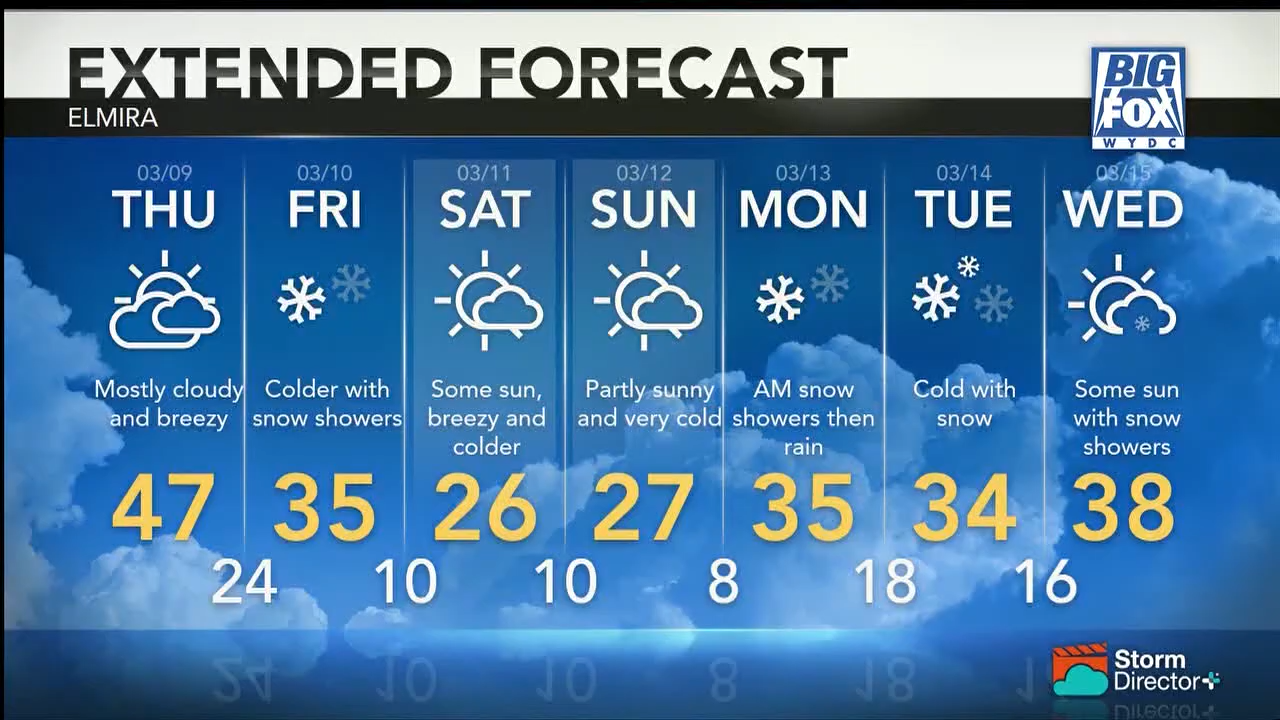 EXTENDED FORECAST
ELMIRA
BIG
FOX
WYDC
03/09 03/10 03/11 03/12 03/13 03/14 03/15
THU FRI SAT SUN MON TUE WED
Mostly cloudy
and breezy
Colder with
snow showers
Some sun,
breezy and
colder
Partly sunny
and very cold
AM snow
showers then
rain
Cold with
snow
Some sun
with snow
showers
47 35 26 27 35 34 38
24 10 10 8 18 16
Storm
Director+